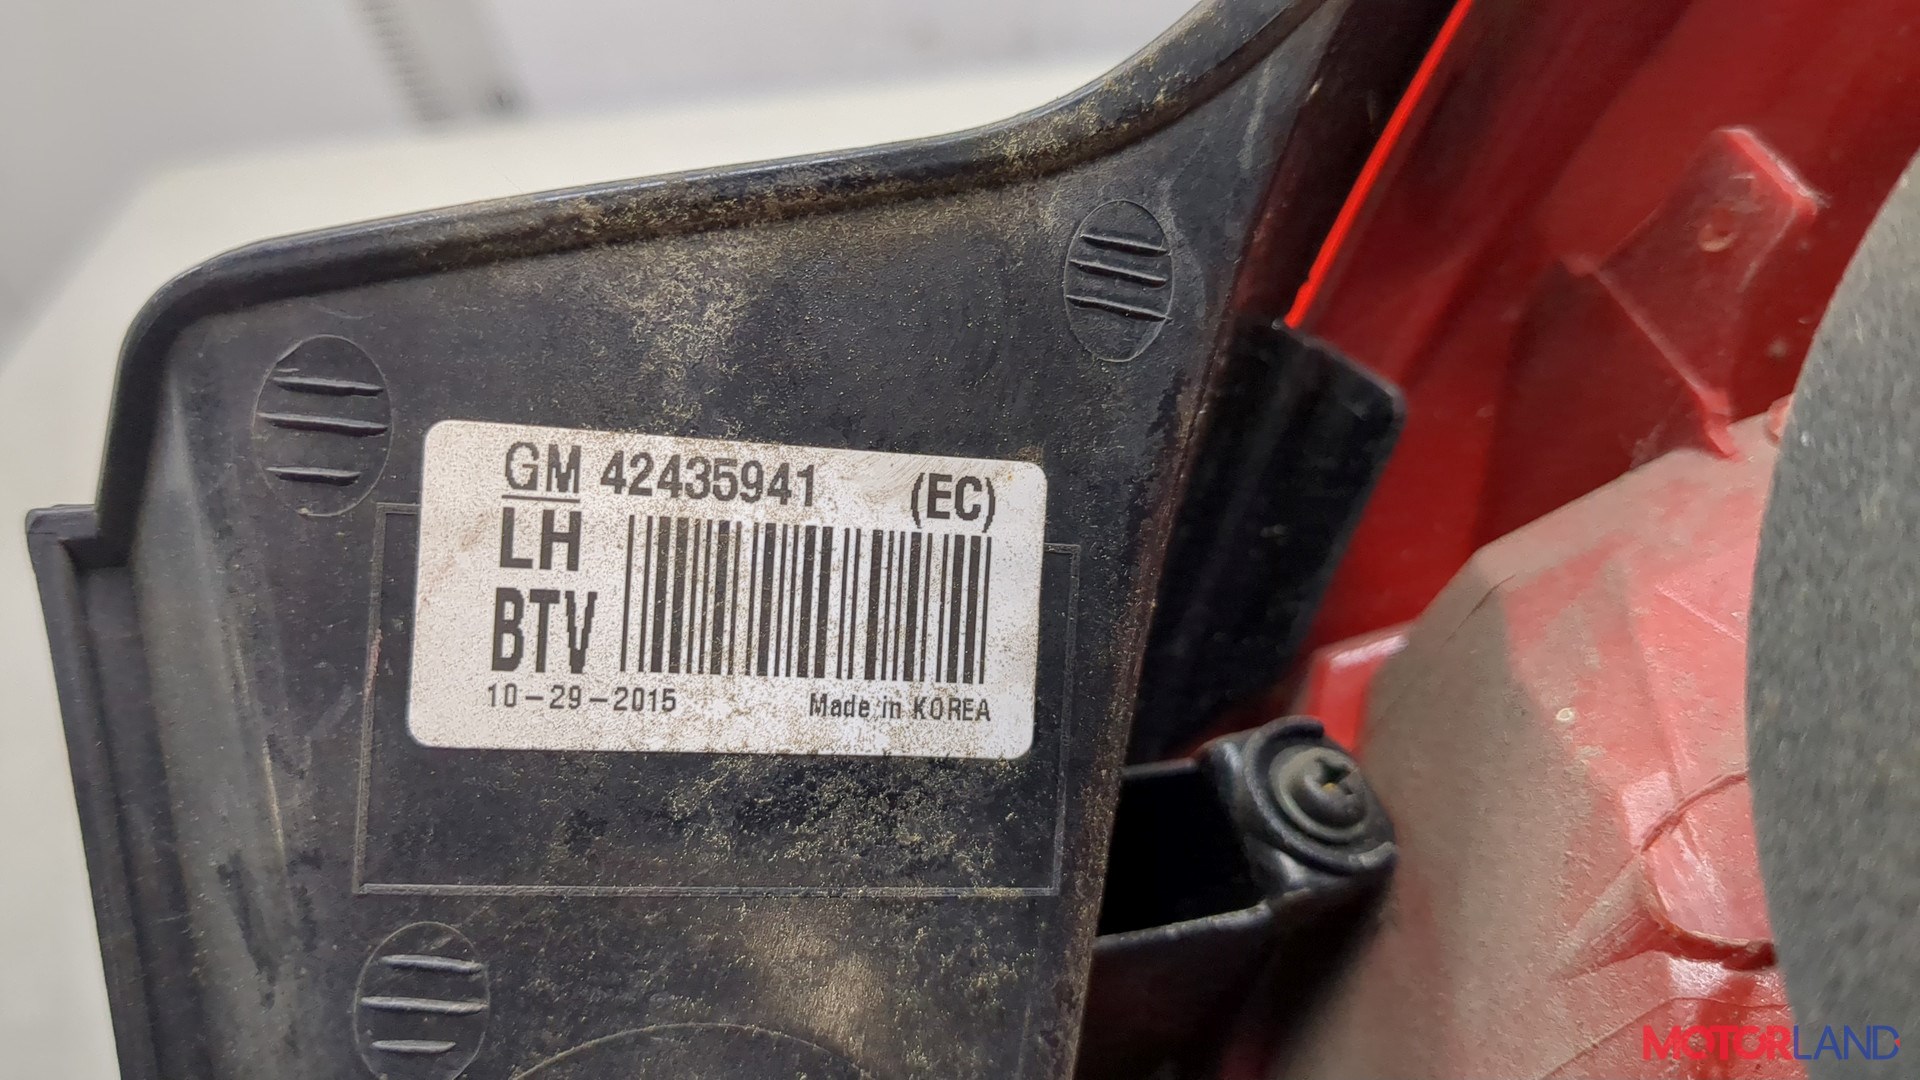 GM 42435941 (EC)
LH
BTV
10-29-2015 Made in KOREA
MOTORLAND